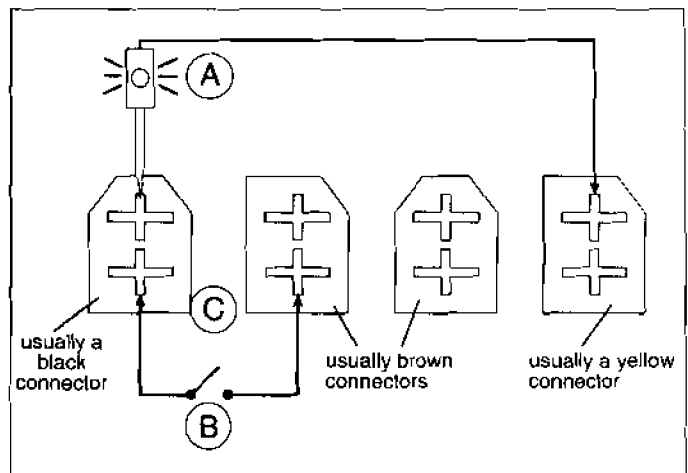 A
C
usually a
black
connector
usually brown
connectors
usually a yellow
connector
B